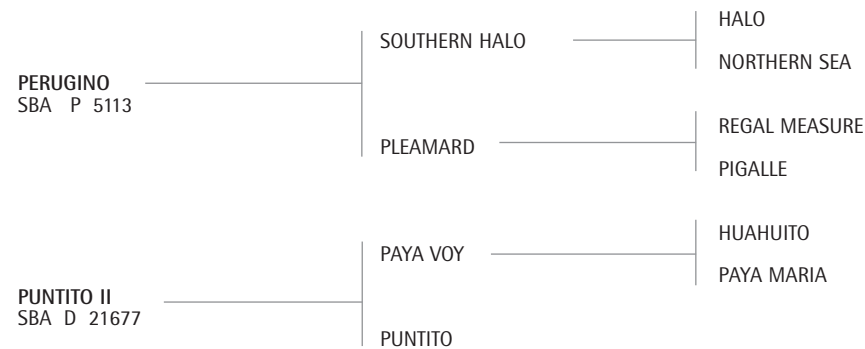 HALO
SOUTHERN HALO
NORTHERN SEA
PERUGINO
SBA P 5113
REGAL MEASURE
PLEAMARD
PIGALLE
HUAHUITO
PAYA VOY
PAYA MARIA
PUNTITO II
SBA D 21677
PUNTITO